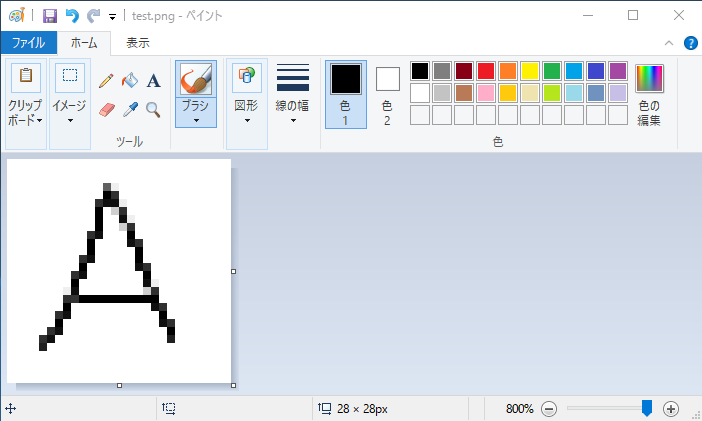 test.png - ペイント
ファイル ホーム 表示
クリップ
ボード
イメージ
A
ツール
ブラシ
図形
線の幅
色
1
色
2
色の
編集
色
A
28 × 28px
800%